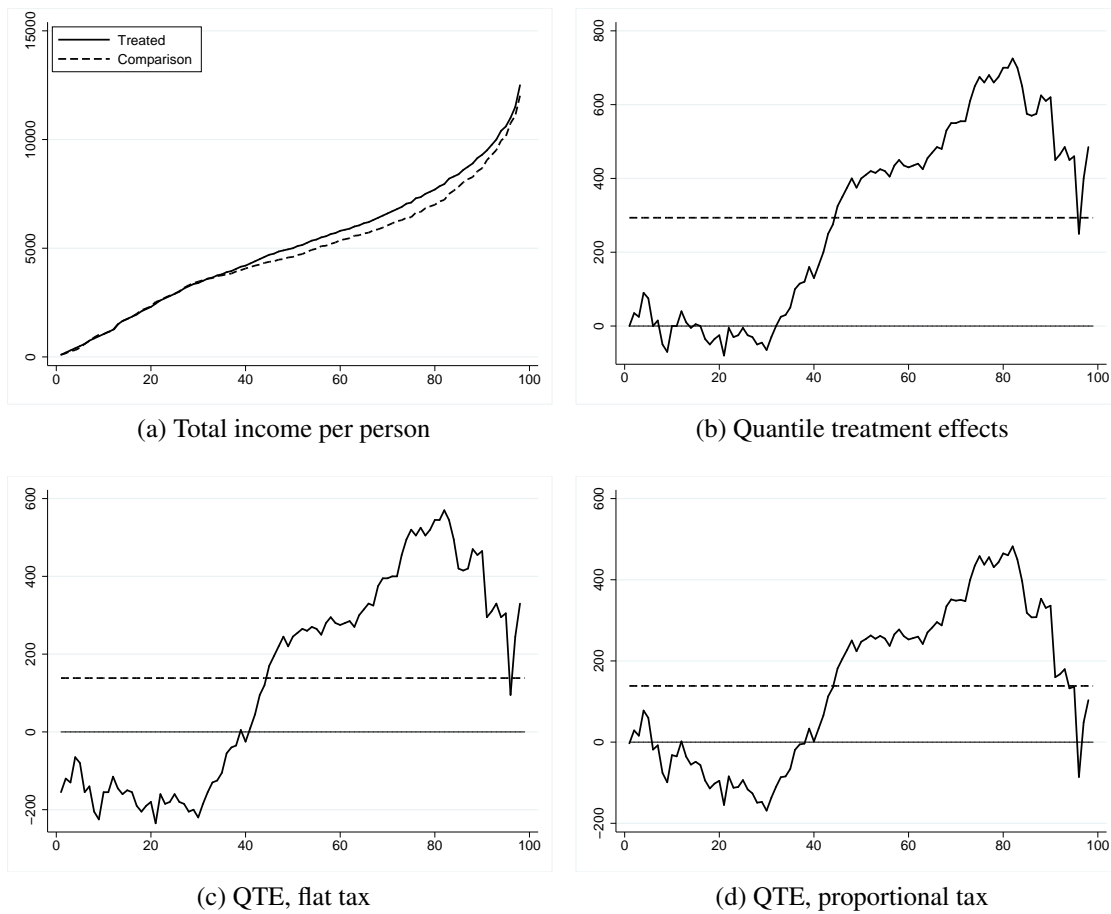 15000
10000
5000
0
Treated
Comparison
0 20 40 60 80 100
(a) Total income per person
800
600
400
200
0
0 20 40 60 80 100
(b) Quantile treatment effects
600
400
200
0
−200
0 20 40 60 80 100
(c) QTE, flat tax
600
400
200
0
−200
0 20 40 60 80 100
(d) QTE, proportional tax